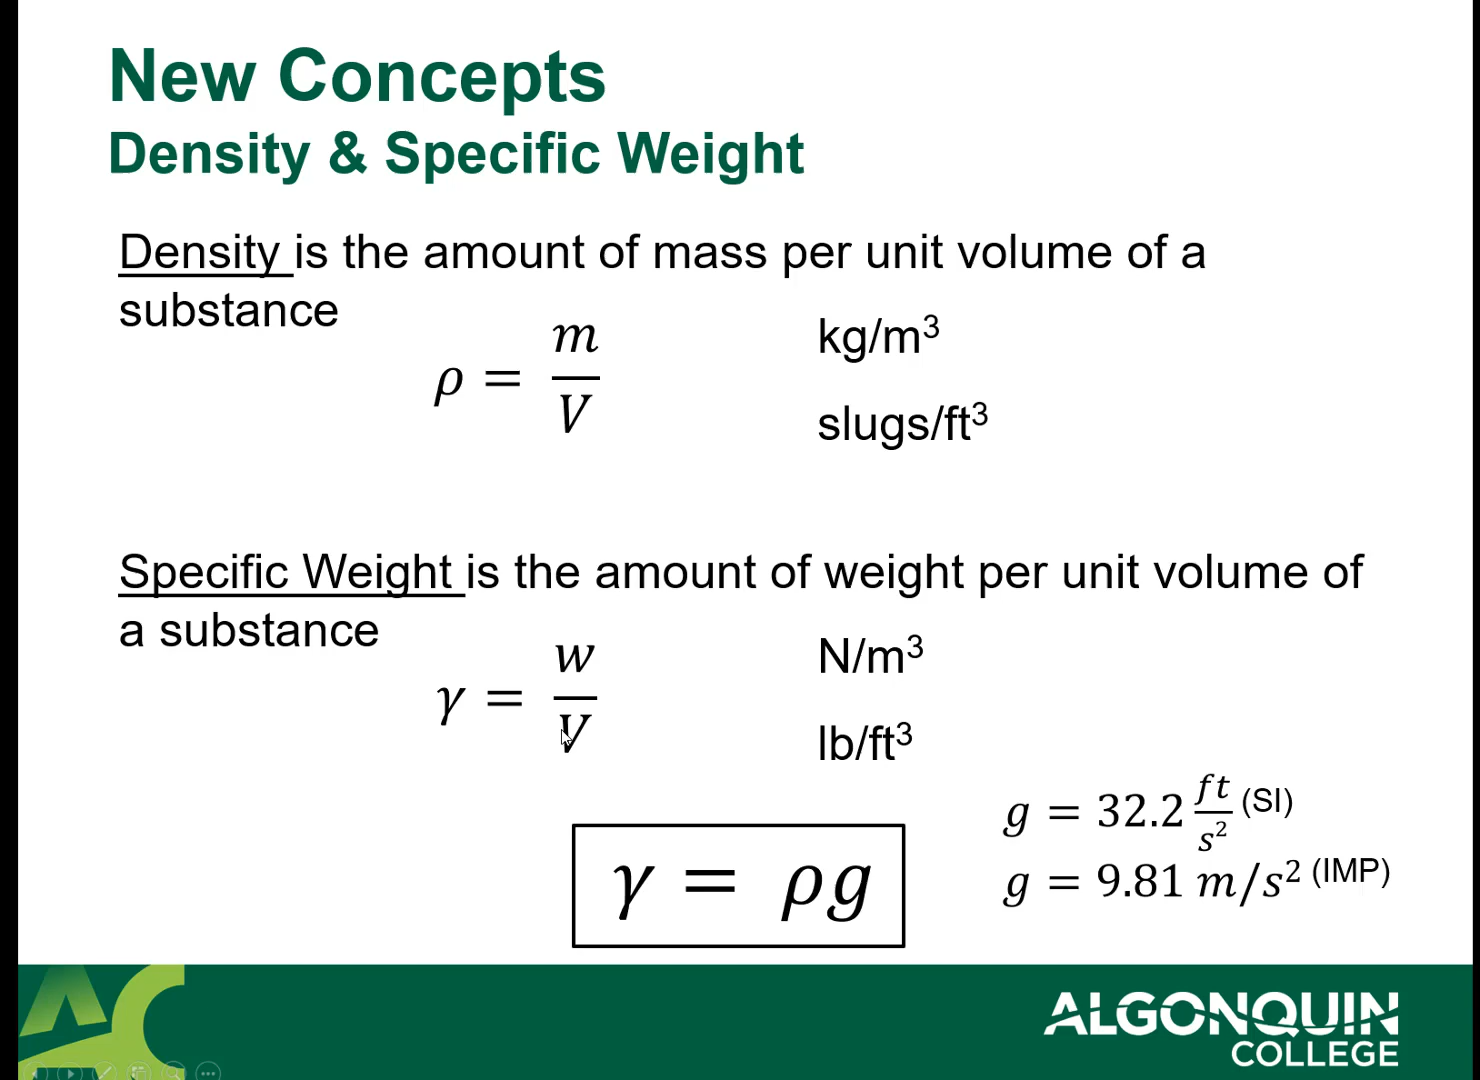 New Concepts
Density & Specific Weight
Density is the amount of mass per unit volume of a
substance
ρ = m/V
kg/m³
slugs/ft³
Specific Weight is the amount of weight per unit volume of
a substance
γ = w/V
N/m³
lb/ft³
g = 32.2 ft/s² (SI)
g = 9.81 m/s² (IMP)
γ = ρg
AC
ALGONQUIN
COLLEGE